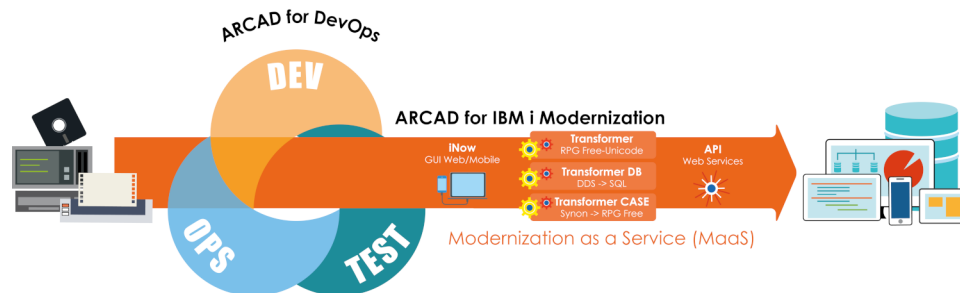 ARCAD for DevOps
DEV
OPS
TEST
ARCAD for IBM i Modernization
iNow
GUI Web/Mobile
Transformer
RPG Free-Unicode
Transformer DB
DDS -> SQL
Transformer CASE
Synon -> RPG Free
API
Web Services
Modernization as a Service (MaaS)